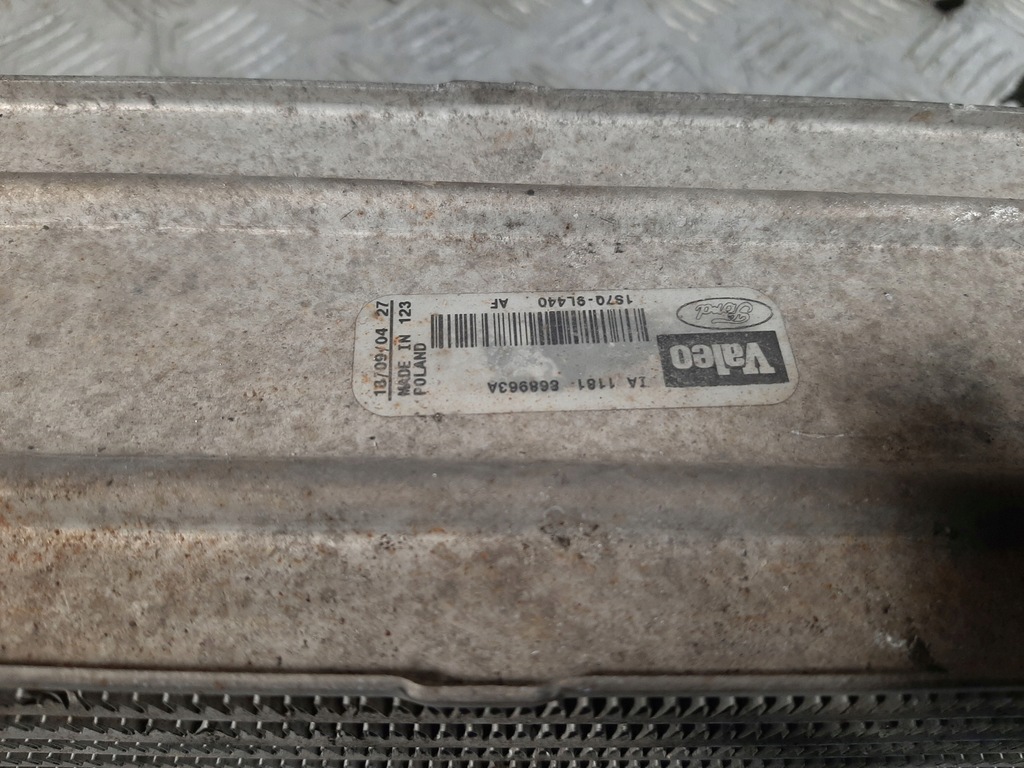 Ford
1S7Q-9L440 AF
Valeo
IA 1181 868963A
18/09/04 27
MADE IN 123
POLAND